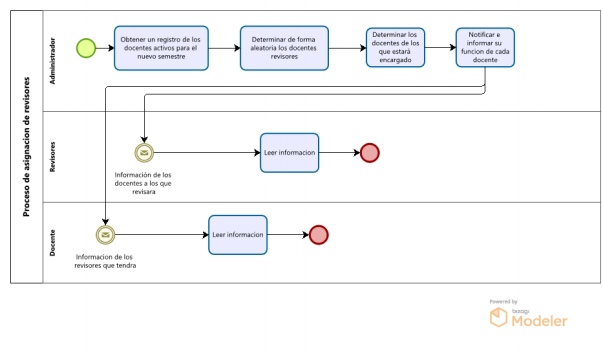 Proceso de asignacion de revisores
Administrador
Obtener un registro de los
docentes activos para el
nuevo semestre
Determinar de forma
aleatoria los docentes
revisores
Determinar los
docentes de los
que estará
encargado
Notificar e
informar su
funcion de cada
docente
Revisores
Información de los
docentes a los que
revisara
Leer informacion
Docente
Informacion de los
revisores que tendra
Leer informacion
Powered by
bizagi
Modeler